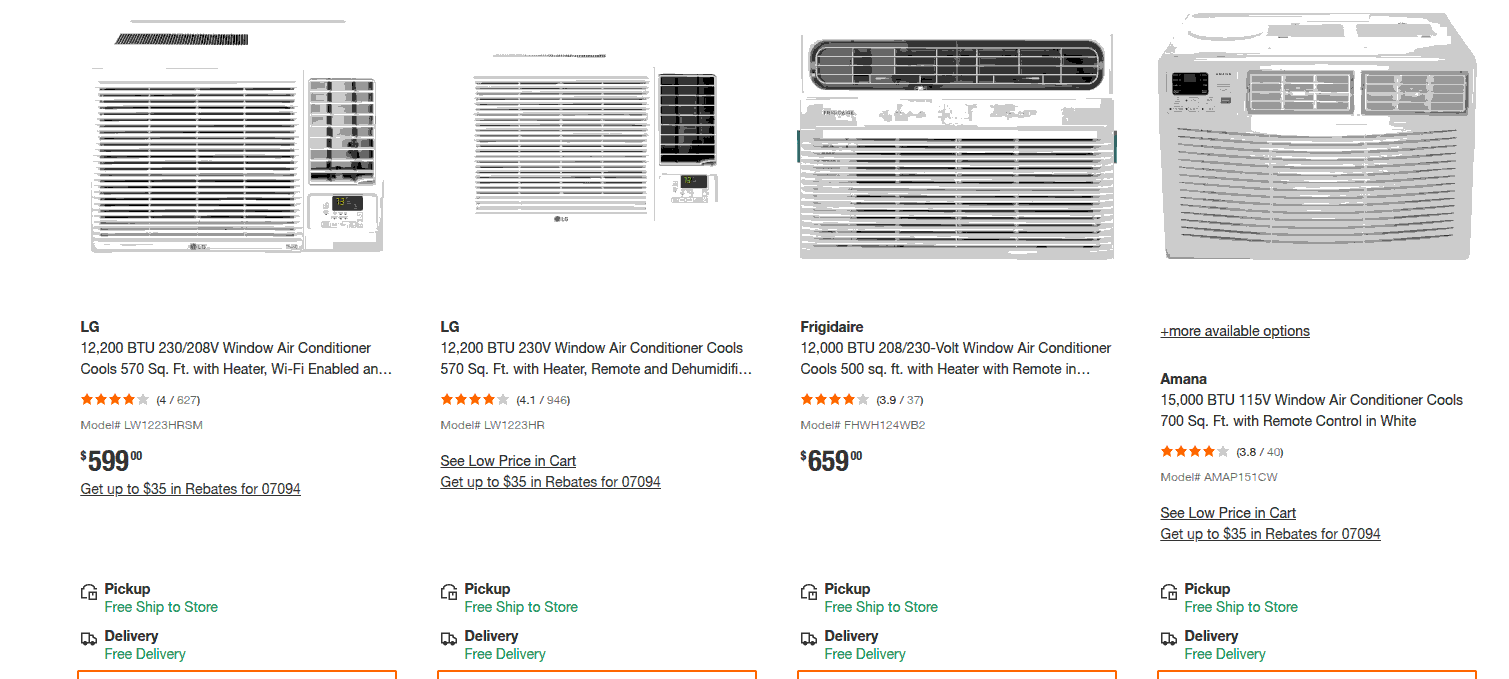 LG
12,200 BTU 230/208V Window Air Conditioner
Cools 570 Sq. Ft. with Heater, Wi-Fi Enabled an…
(4 / 627)
Model# LW1223HRSM
$599 00
Get up to $35 in Rebates for 07094
Pickup
Free Ship to Store
Delivery
Free Delivery
LG
12,200 BTU 230V Window Air Conditioner Cools
570 Sq. Ft. with Heater, Remote and Dehumidifi…
(4.1 / 946)
Model# LW1223HR
See Low Price in Cart
Get up to $35 in Rebates for 07094
Pickup
Free Ship to Store
Delivery
Free Delivery
FRIGIDAIRE
Frigidaire
12,000 BTU 208/230-Volt Window Air Conditioner
Cools 500 sq. ft. with Heater with Remote in…
(3.9 / 37)
Model# FHWH124WB2
$659 00
Pickup
Free Ship to Store
Delivery
Free Delivery
+more available options
Amana
15,000 BTU 115V Window Air Conditioner Cools
700 Sq. Ft. with Remote Control in White
(3.8 / 40)
Model# AMAP151CW
See Low Price in Cart
Get up to $35 in Rebates for 07094
Pickup
Free Ship to Store
Delivery
Free Delivery